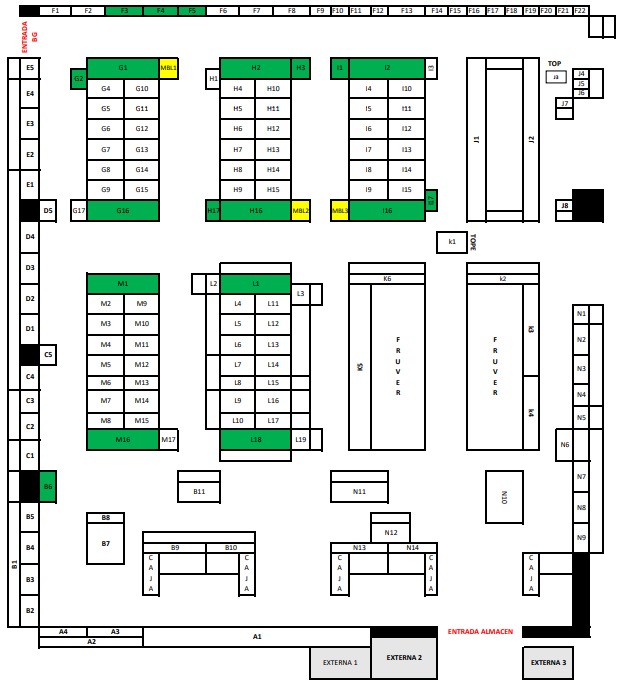 F1 F2 F3 F4 F5 F6 F7 F8 F9 F10 F11 F12 F13 F14 F15 F16 F17 F18 F19 F20 F21 F22
ENTRADA
BG
E5 G1 MBL1 H2 H3 I1 I2 I3 TOP
G2 H1 J3 J4
E4 G4 G10 H4 H10 I4 I10 J5
J6
G5 G11 H5 H11 I5 I11 J7
E3 G6 G12 H6 H12 I6 I12
J1 J2
E2 G7 G13 H7 H13 I7 I13
G8 G14 H8 H14 I8 I14
E1 G9 G15 H9 H15 I9 I15
D5 G17 G16 H17 H16 MBL2 MBL3 I16 I17 J8
D4 k1 TOPE
D3 K6 k2
M1 L2 L1
D2 M2 M9 L4 L11 L3
N1
D1 M3 M10 L5 L12 k3
C5 M4 M11 L6 L13 N2
FRUVER FRUVER
C4 M5 M12 L7 L14 K5 N3
M6 M13 L8 L15
C3 M7 M14 L9 L16 N4
C2 M8 M15 L10 L17 k4 N5
M16 M17 L18 L19 N6
C1
B6 B11 N11 N10 N7
B5 B8 N8
N12
B4 B7 B9 B10 N13 N14 N9
B1 CAJA CAJA CAJA CAJA CAJA
B3
B2
A4 A3 A1 ENTRADA ALMACEN
A2
EXTERNA 1 EXTERNA 2 EXTERNA 3